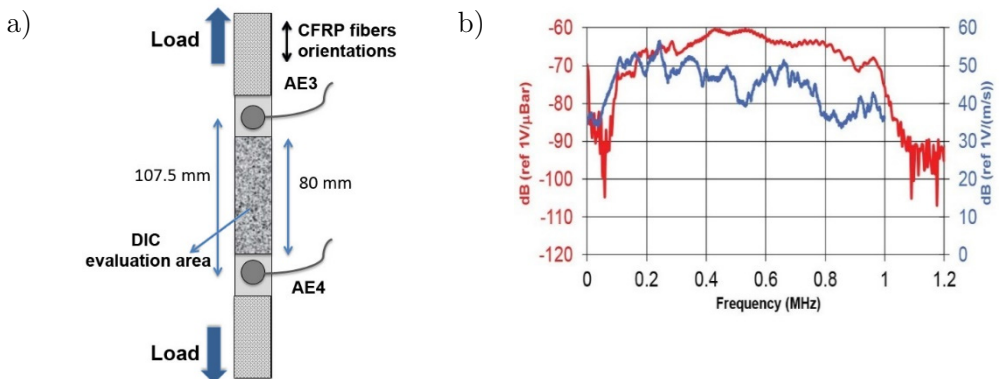 a)
Load
CFRP fibers
orientations
AE3
107.5 mm
80 mm
DIC
evaluation area
AE4
Load
b)
-60
-70
-80
-90
-100
-110
-120
dB (ref 1V/μBar)
60
50
40
30
20
10
0
dB (ref 1V/(m/s))
0 0.2 0.4 0.6 0.8 1 1.2
Frequency (MHz)